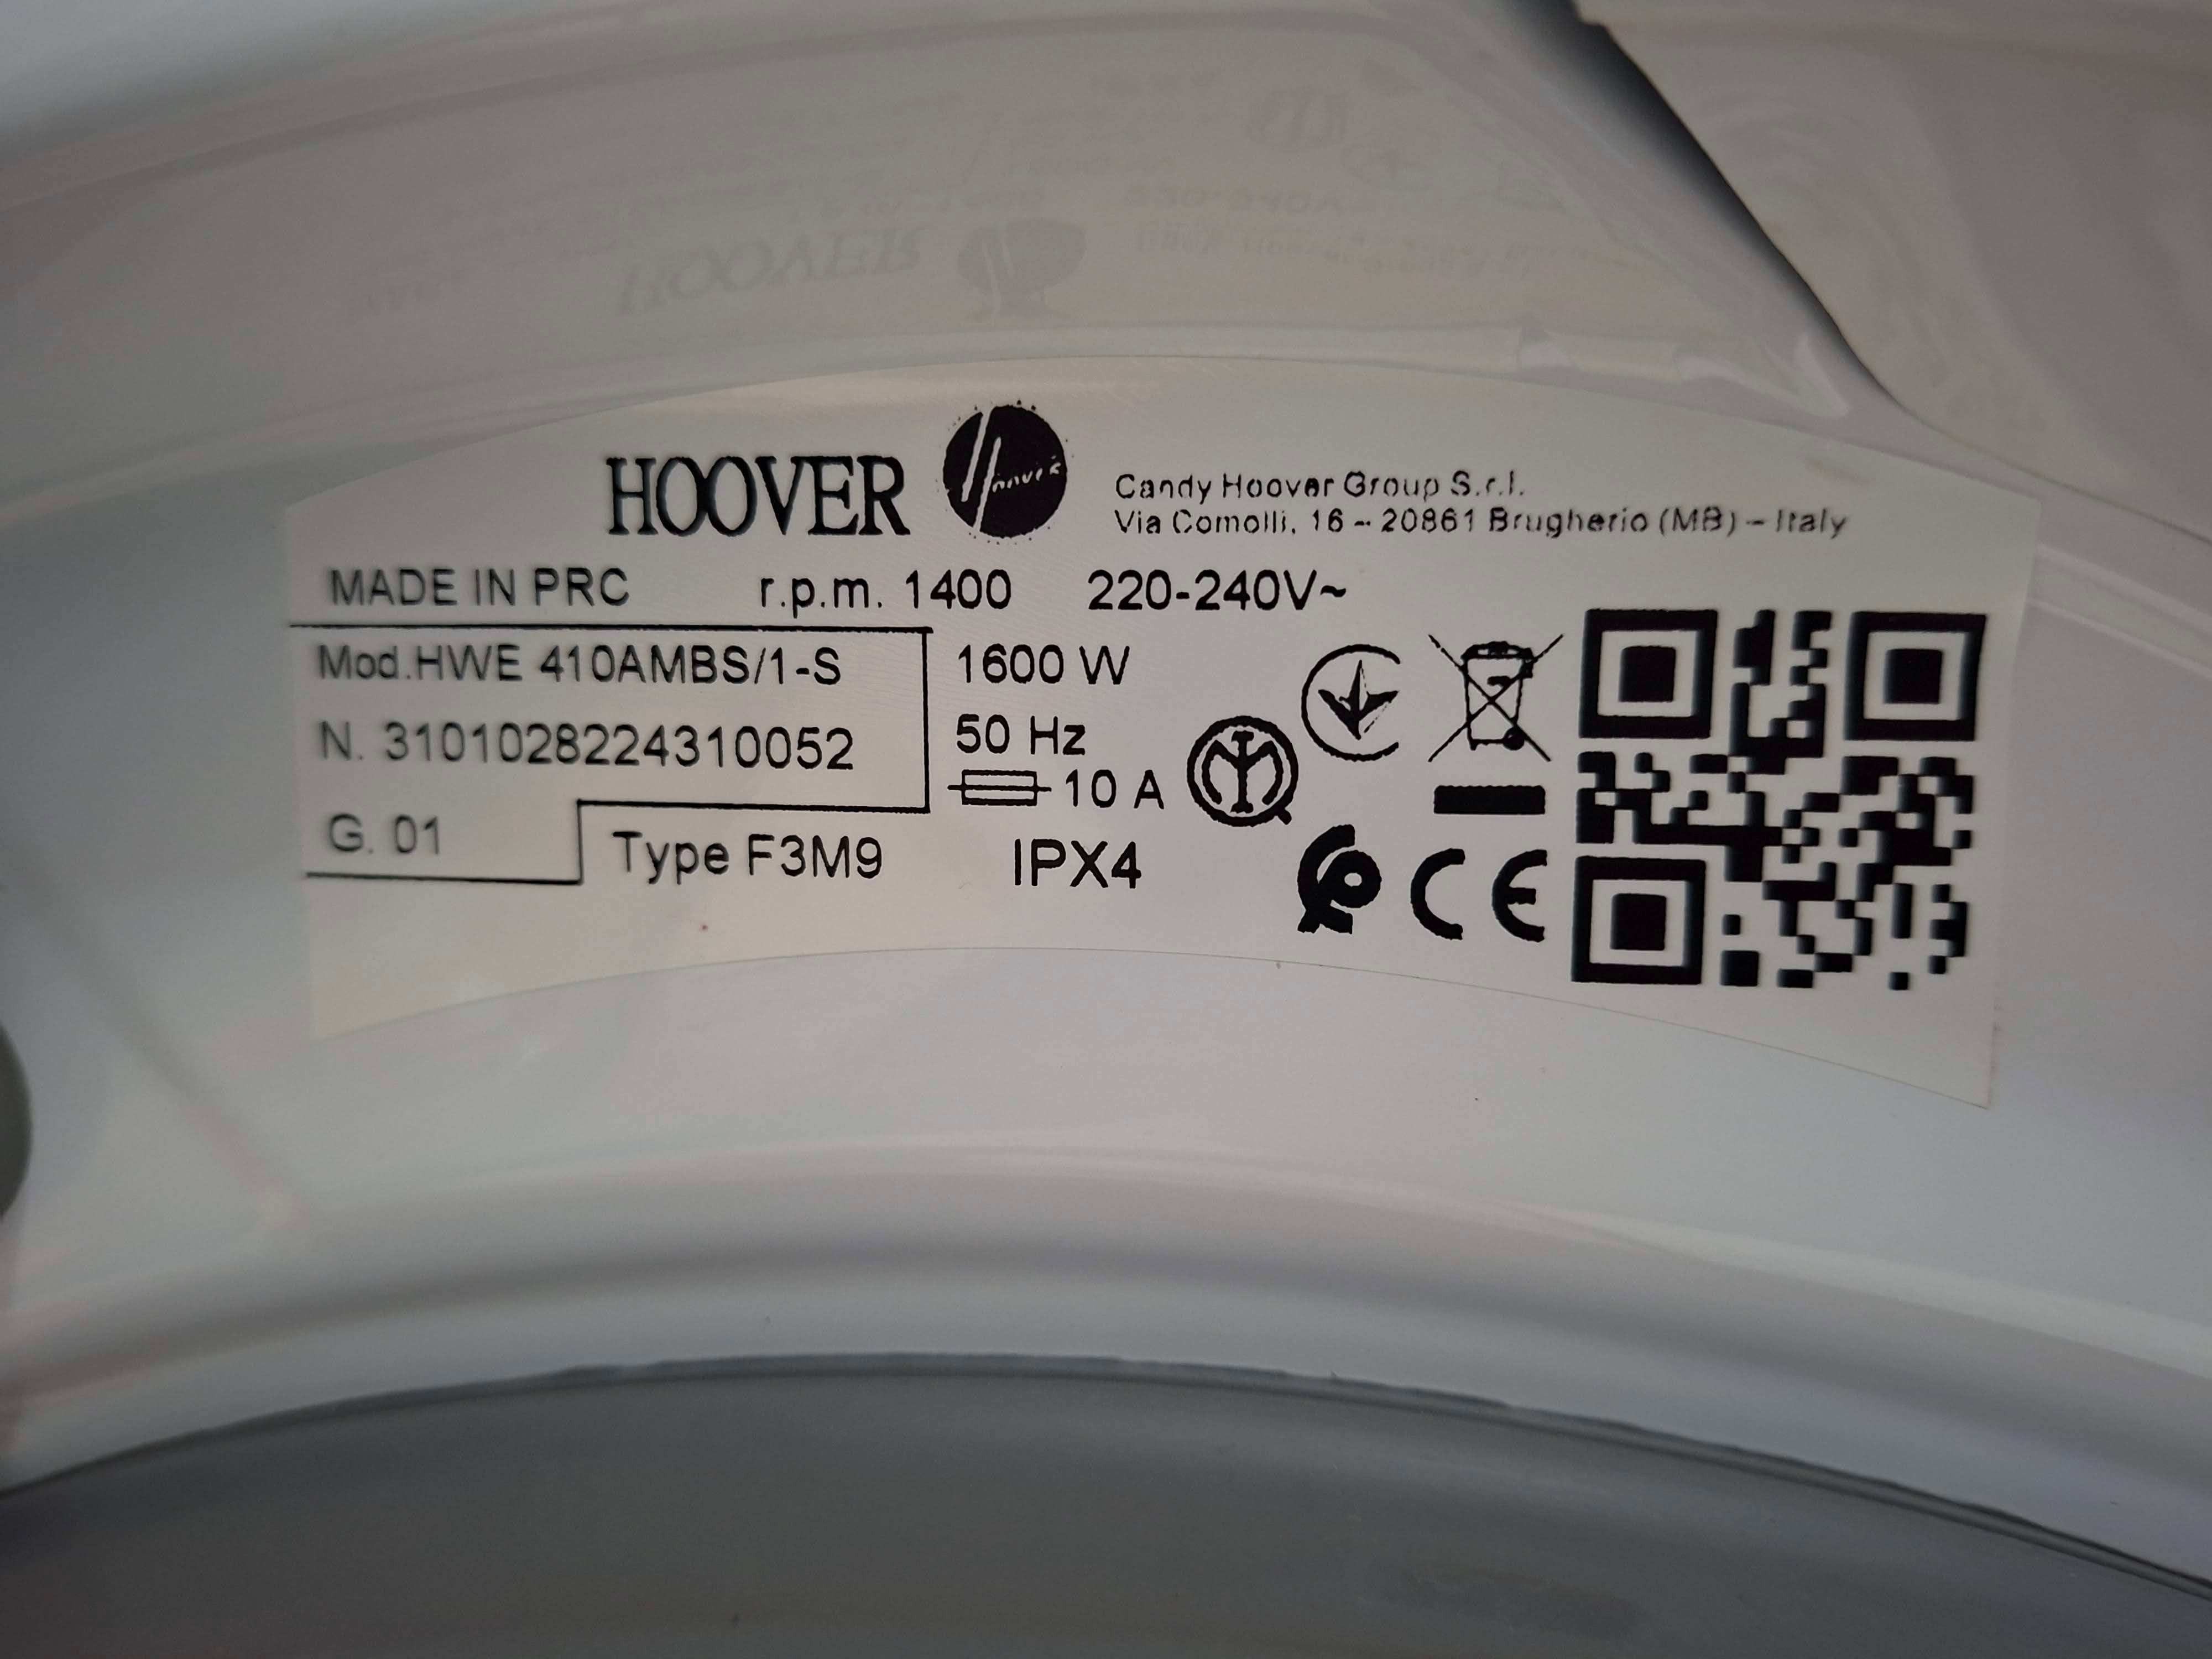 HOOVER Hoover
Candy Hoover Group S.r.l.
Via Comolli, 16 - 20861 Brugherio (MB) - Italy
MADE IN PRC r.p.m. 1400 220-240V~
Mod.HWE 410AMBS/1-S 1600 W
N. 3101028224310052 50 Hz
10 A
G. 01 Type F3M9 IPX4
CE